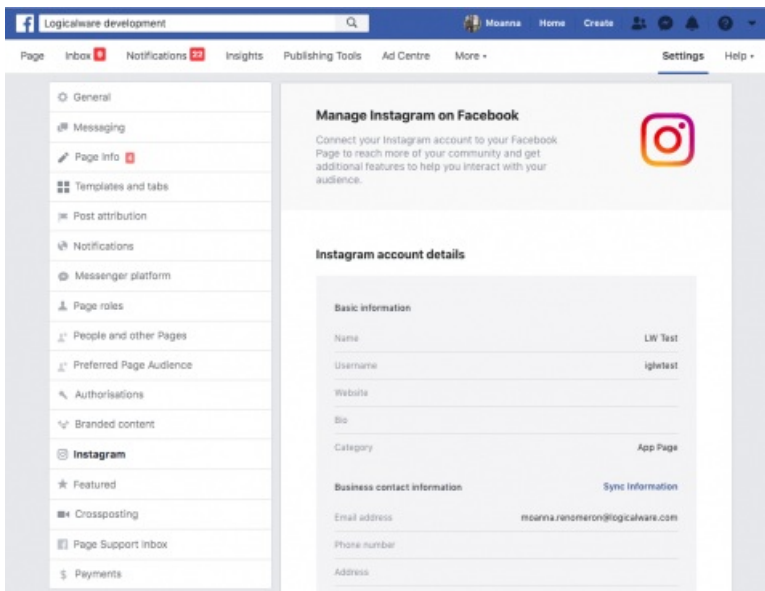 Logicalware development
Moanna Home Create
Page Inbox 9 Notifications 22 Insights Publishing Tools Ad Centre More Settings Help
General
Messaging
Page Info 4
Templates and tabs
Post attribution
Notifications
Messenger platform
Page roles
People and other Pages
Preferred Page Audience
Authorisations
Branded content
Instagram
Featured
Crossposting
Page Support Inbox
Payments
Manage Instagram on Facebook
Connect your Instagram account to your Facebook
Page to reach more of your community and get
additional features to help you interact with your
audience.
Instagram account details
Basic information
Name LW Test
Username iglwtest
Website
Bio
Category App Page
Business contact information Sync Information
Email address moanna.renomeron@logicalware.com
Phone number
Address